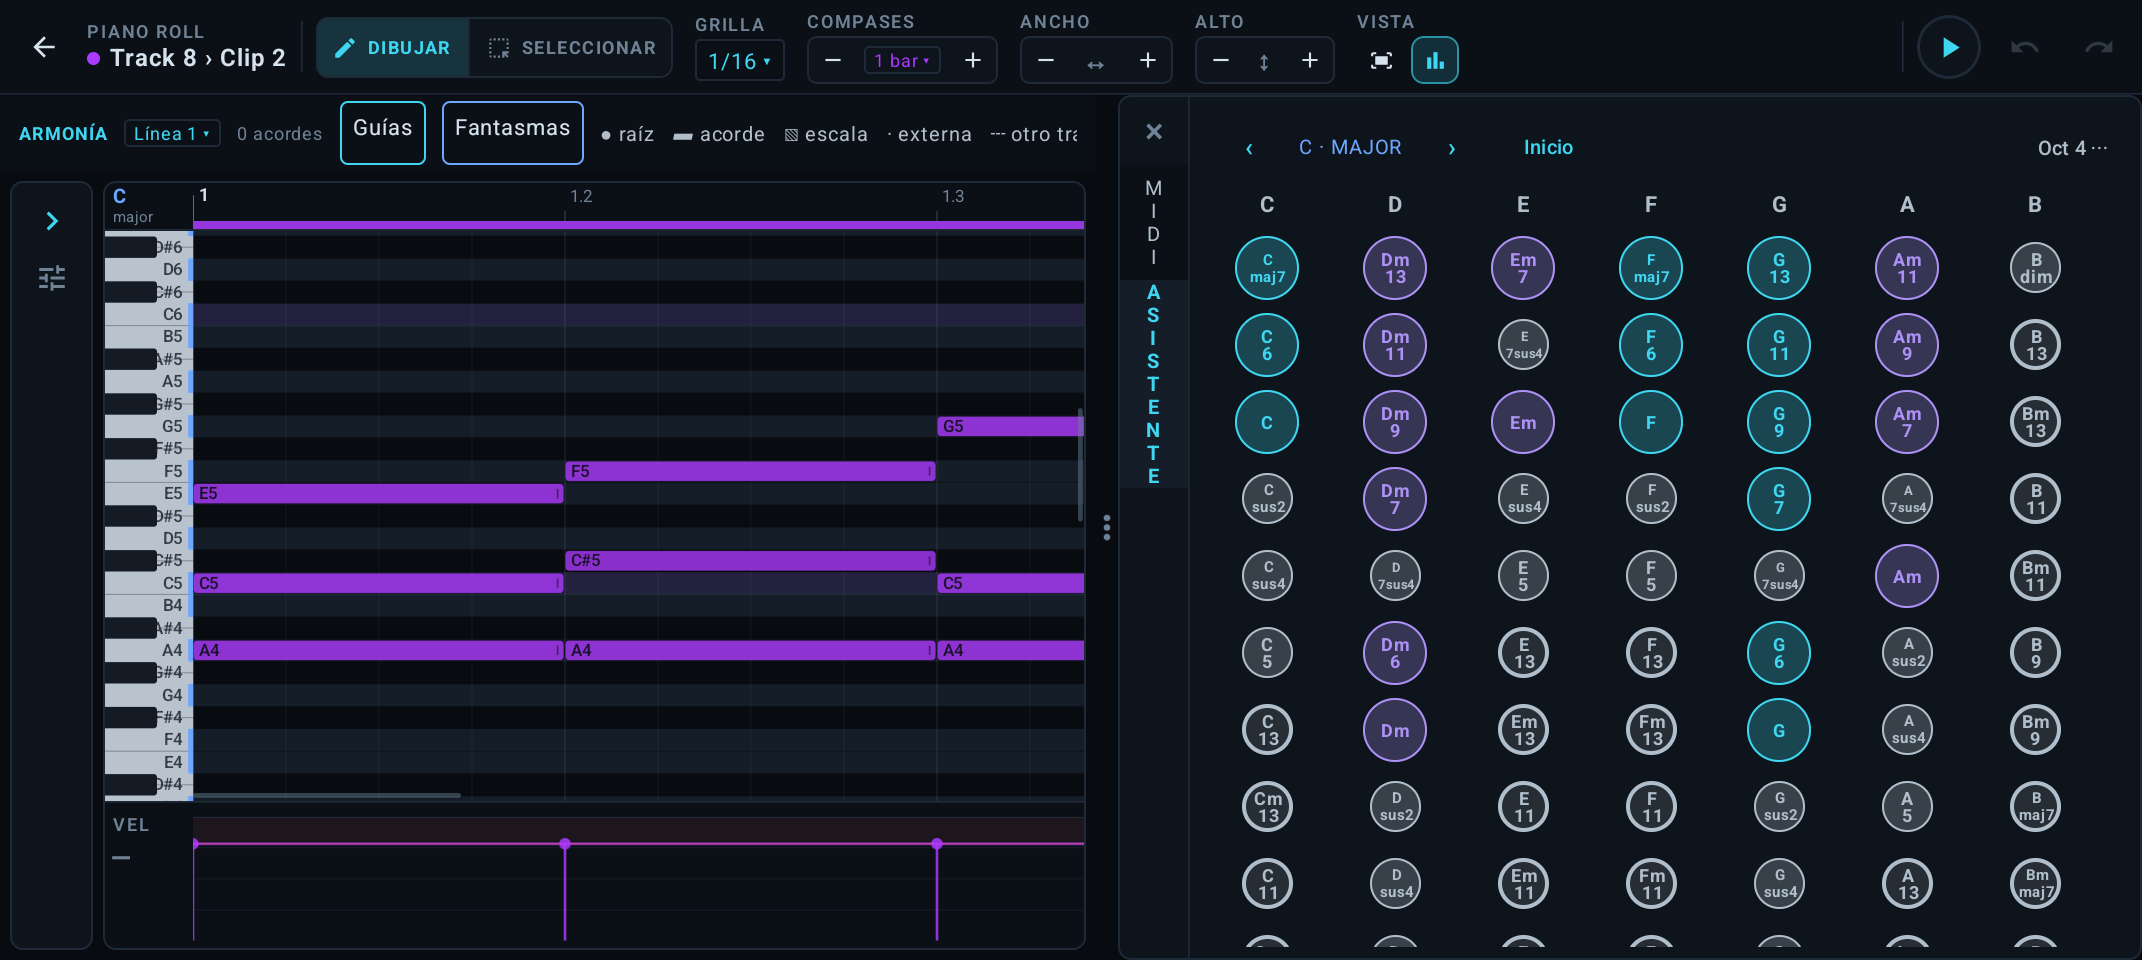 PIANO ROLL
Track 8 › Clip 2
DIBUJAR
SELECCIONAR
GRILLA
1/16 ▾
COMPASES
− 1 bar ▾ +
ANCHO
− ↔ +
ALTO
− ↕ +
VISTA
ARMONÍA
Línea 1 ▾
0 acordes
Guías
Fantasmas
● raíz
▬ acorde
▧ escala
· externa
--- otro tra
C
major
1
1.2
1.3
D#6
D6
C#6
C6
B5
A#5
A5
G#5
G5 G5
F#5
F5 F5
E5 E5
D#5
D5
C#5 C#5
C5 C5 C5
B4
A#4
A4 A4 A4 A4
G#4
G4
F#4
F4
E4
D#4
VEL
—
✕
MIDI
ASISTENTE
‹ C · MAJOR › Inicio Oct 4 ···
C D E F G A B
C maj7 Dm 13 Em 7 F maj7 G 13 Am 11 B dim
C 6 Dm 11 E 7sus4 F 6 G 11 Am 9 B 13
C Dm 9 Em F G 9 Am 7 Bm 13
C sus2 Dm 7 E sus4 F sus2 G 7 A 7sus4 B 11
C sus4 D 7sus4 E 5 F 5 G 7sus4 Am Bm 11
C 5 Dm 6 E 13 F 13 G 6 A sus2 B 9
C 13 Dm Em 13 Fm 13 G A sus4 Bm 9
Cm 13 D sus2 E 11 F 11 G sus2 A 5 B maj7
C 11 D sus4 Em 11 Fm 11 G sus4 A 13 Bm maj7